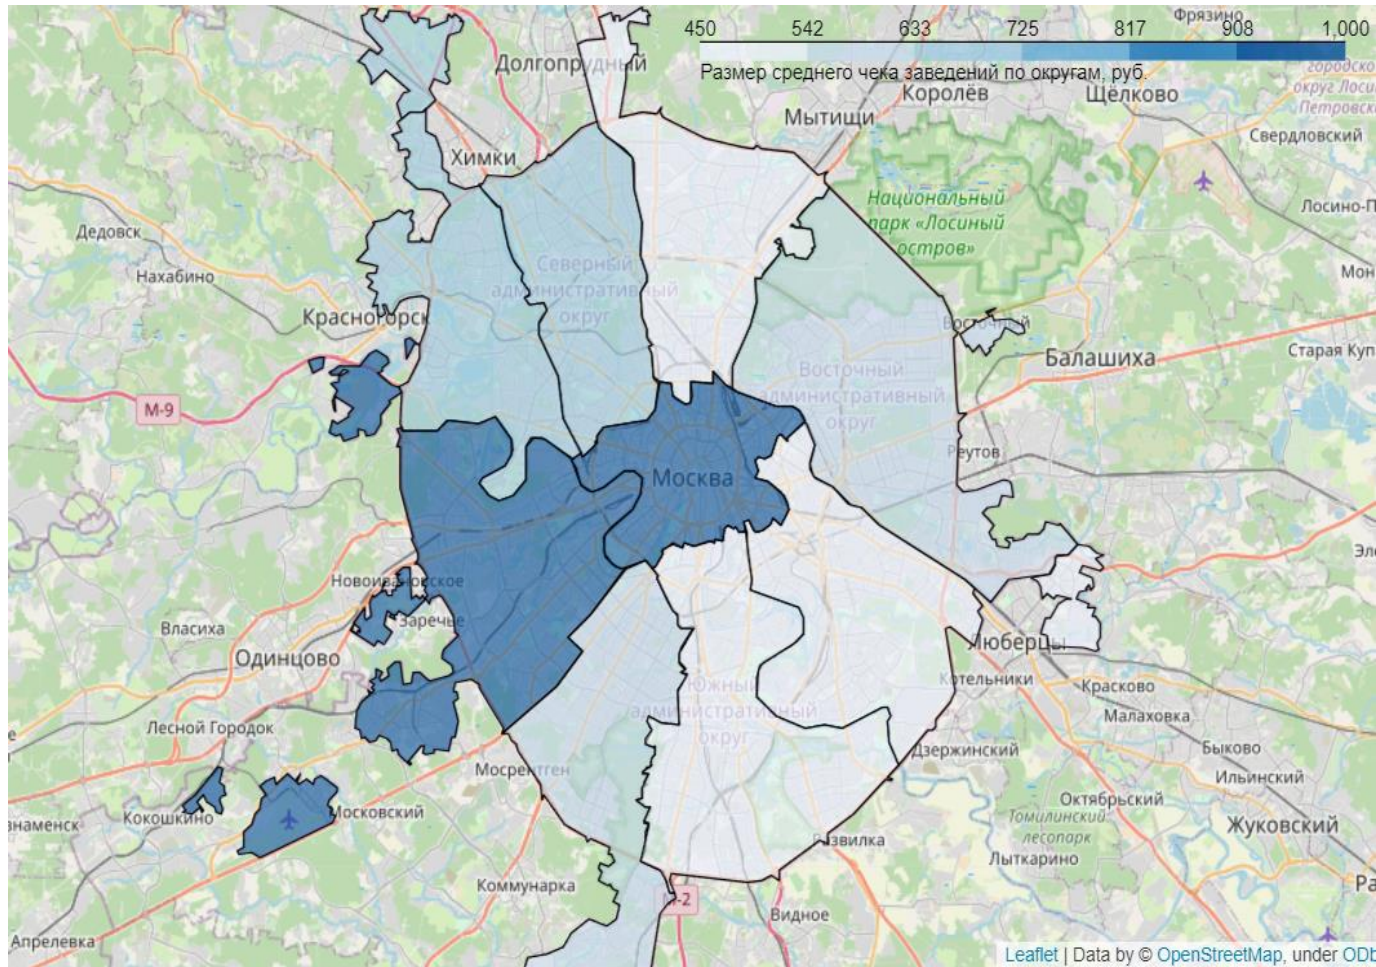 Фрязино
450 542 633 725 817 908 1,000
Долгопрудный
Размер среднего чека заведений по округам, руб.
Королёв
Щёлково
Мытищи
Свердловский
Химки
Национальный
парк «Лосиный
остров»
Дедовск
Нахабино
Северный
административный
округ
Красногорск
Восточный
Балашиха
Старая Куп
М-9
Восточный
административный
округ
Реутов
Москва
Новоивановское
Заречье
Власиха
Одинцово
Люберцы
Котельники
Красково
Малаховка
Южный
административный
округ
Лесной Городок
Дзержинский
Быково
Мосрентген
Ильинский
Октябрьский
Томилинский
лесопарк
Кокошкино
Московский
Жуковский
Развилка
Лыткарино
Коммунарка
Видное
Апрелевка
Leaflet | Data by © OpenStreetMap, under ODb